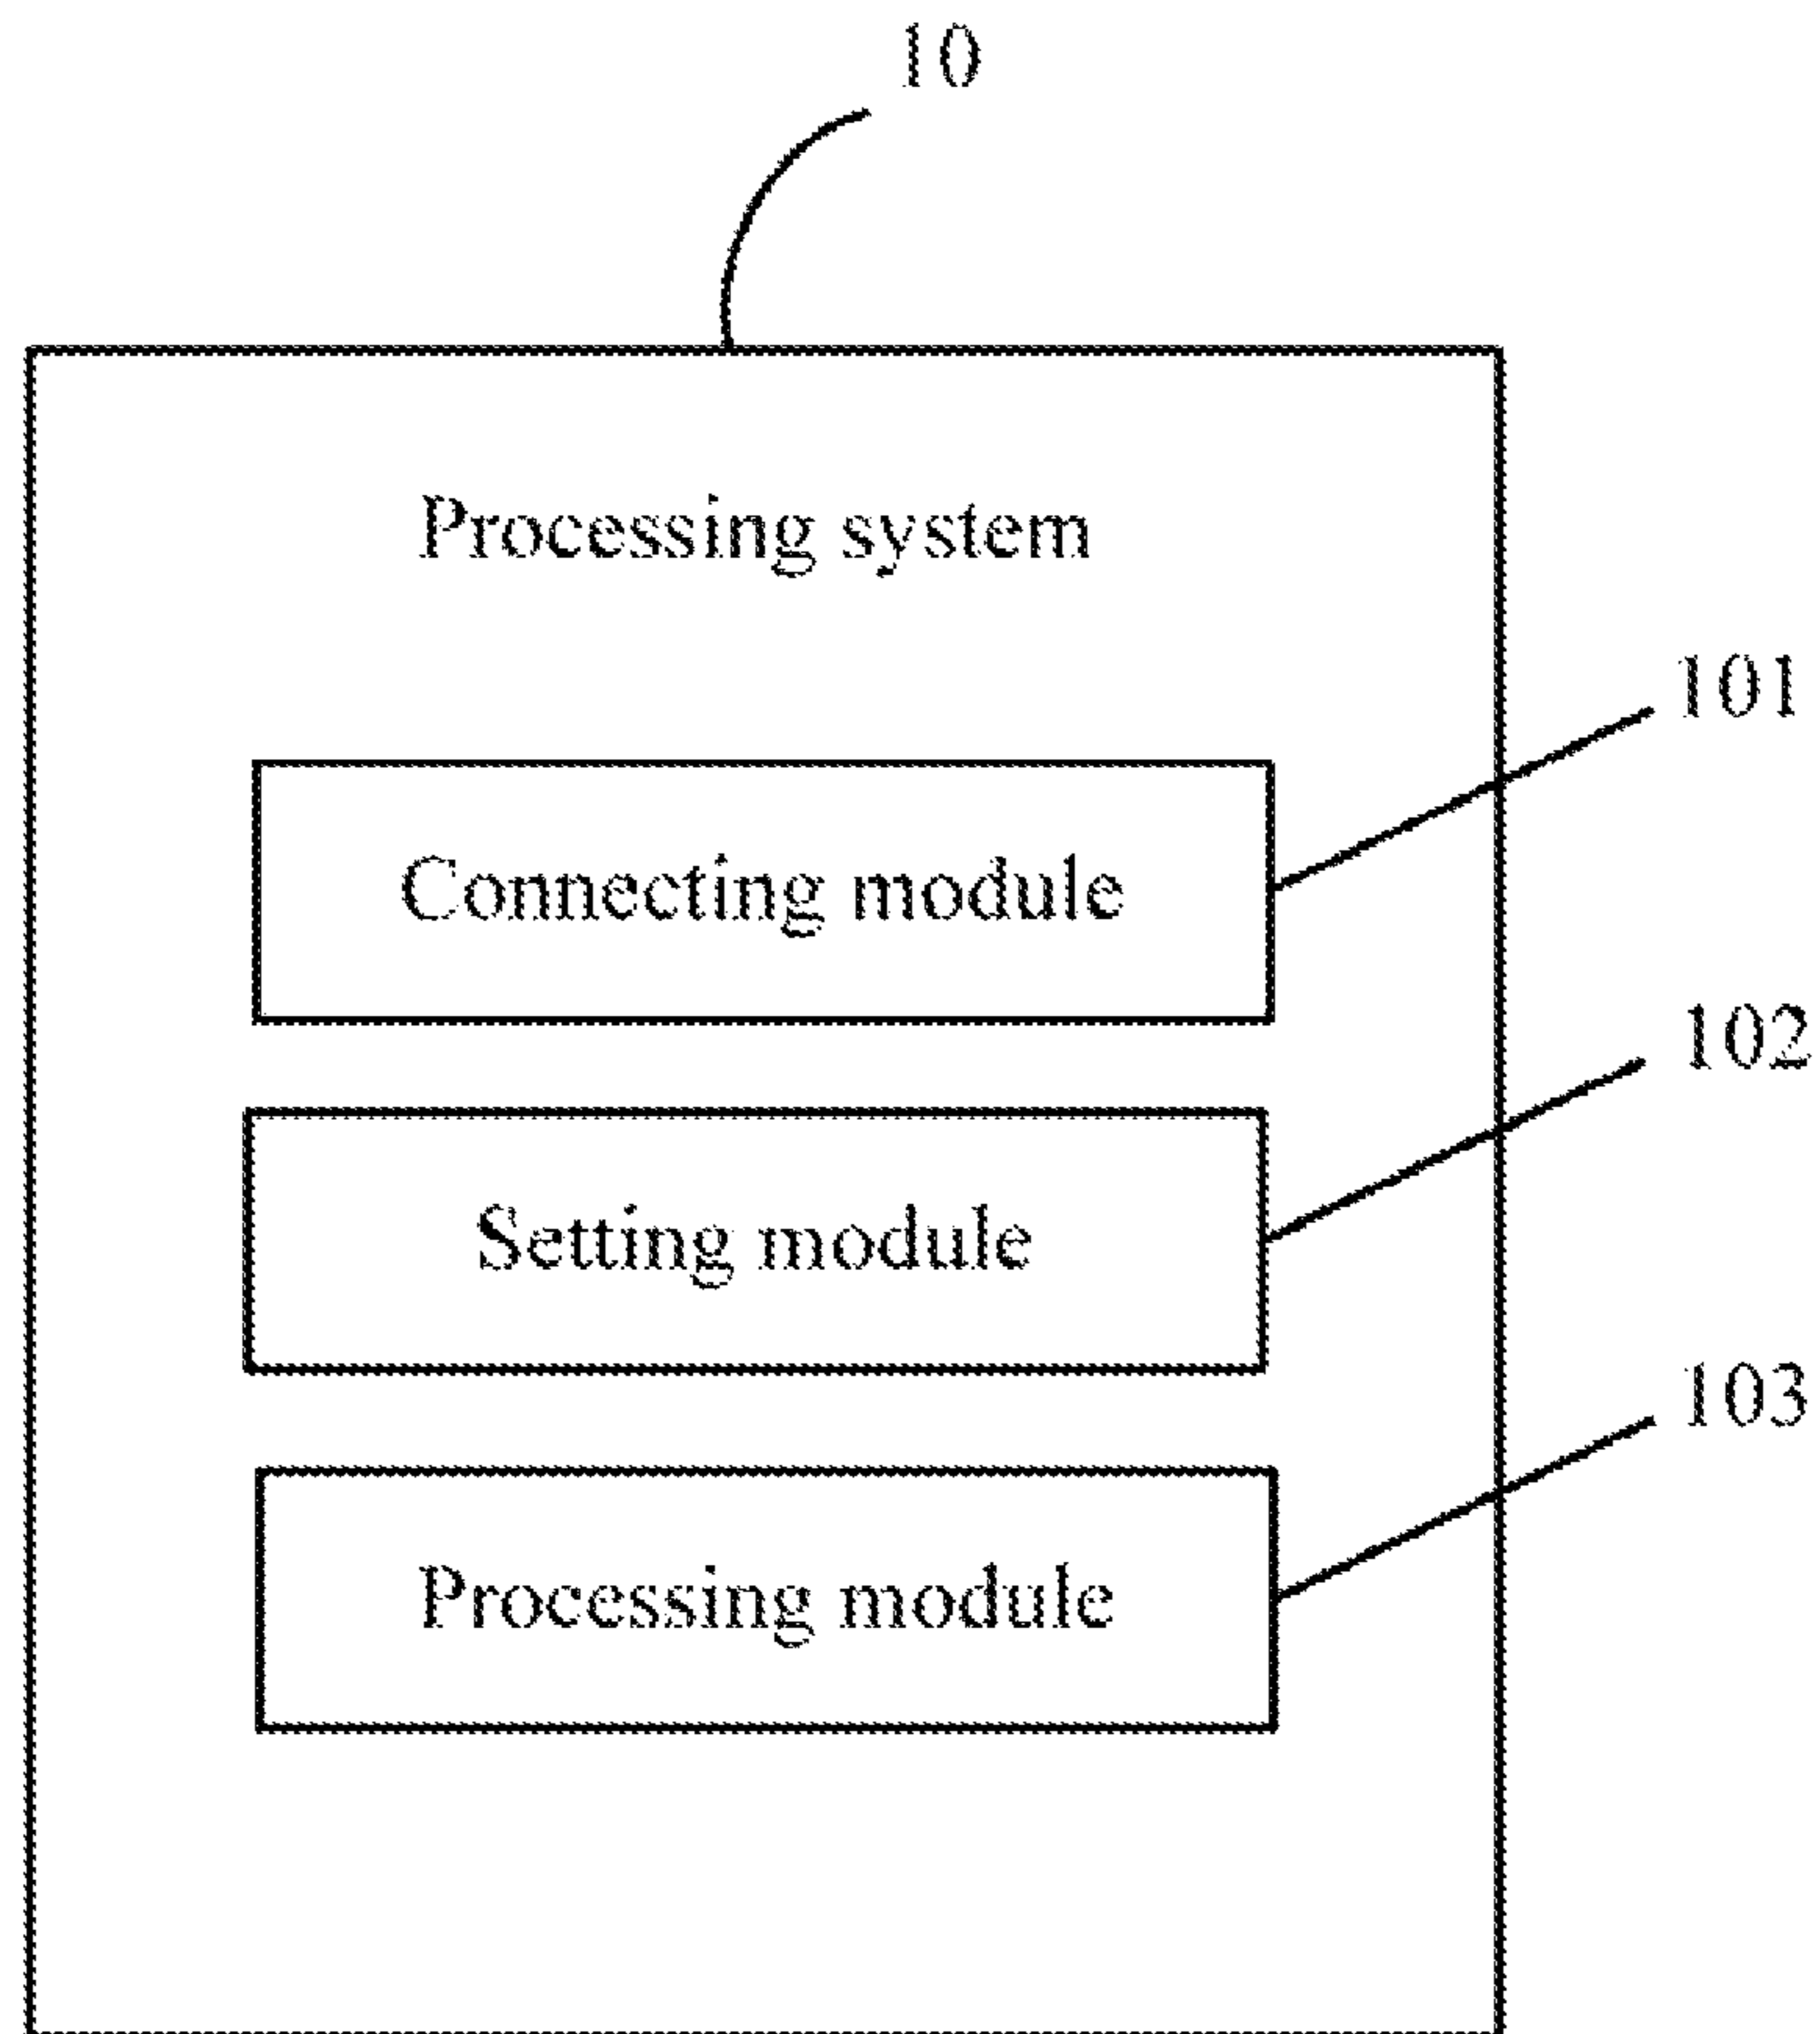 10
Processing system
101
Connecting module
102
Setting module
103
Processing module